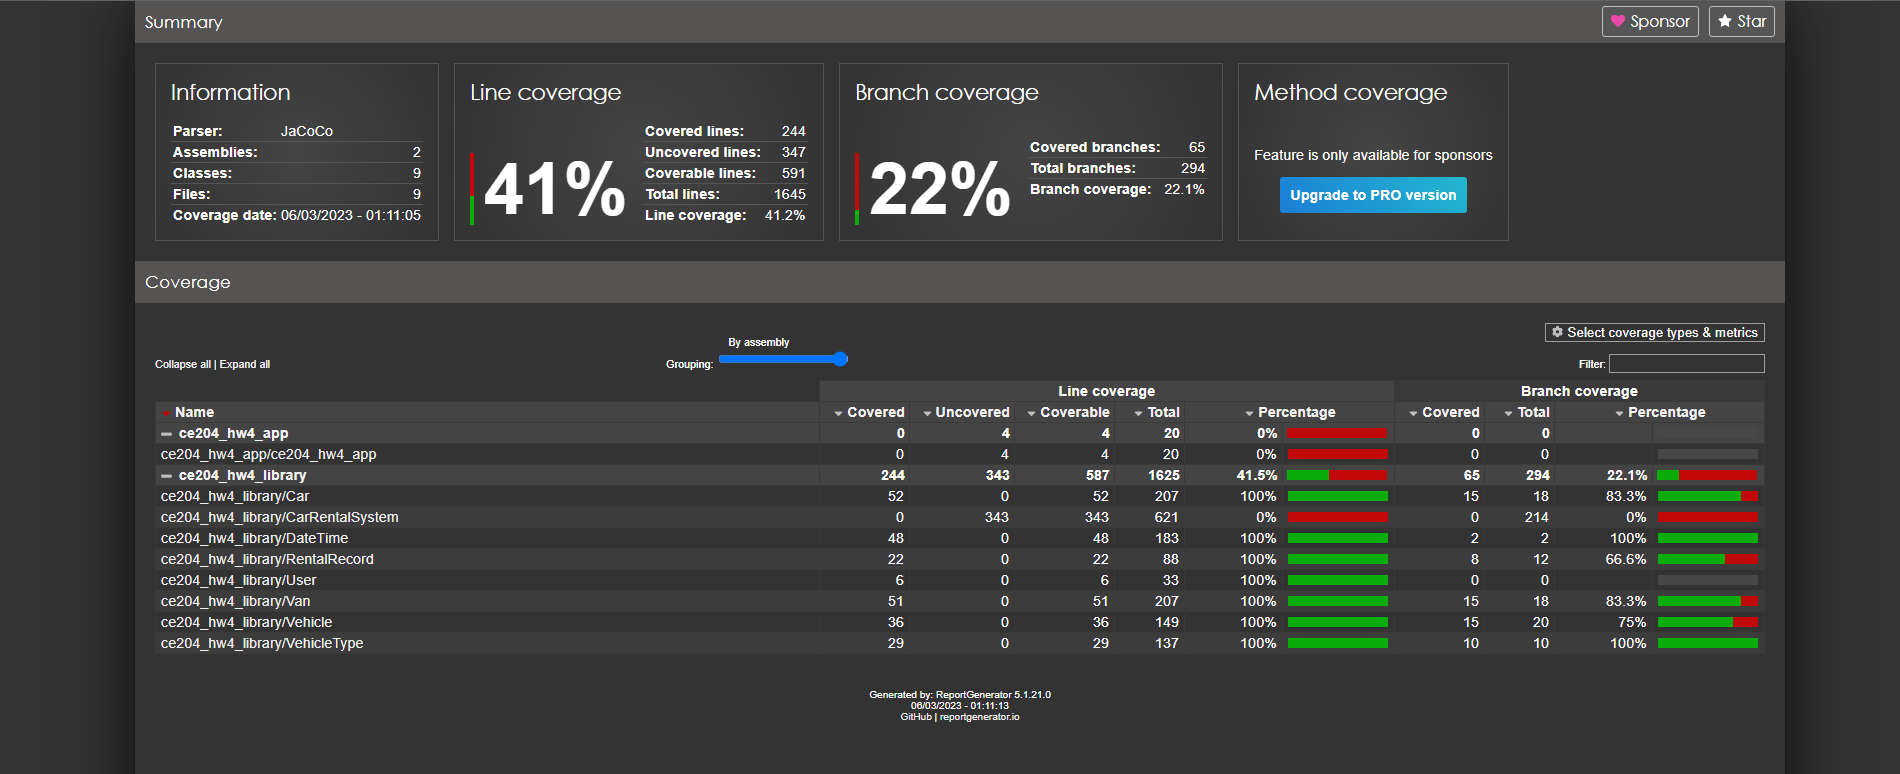 Summary
Sponsor Star
Information
Parser: JaCoCo
Assemblies: 2
Classes: 9
Files: 9
Coverage date: 06/03/2023 - 01:11:05
Line coverage
41%
Covered lines: 244
Uncovered lines: 347
Coverable lines: 591
Total lines: 1645
Line coverage: 41.2%
Branch coverage
22%
Covered branches: 65
Total branches: 294
Branch coverage: 22.1%
Method coverage
Feature is only available for sponsors
Upgrade to PRO version
Coverage
Select coverage types & metrics
Collapse all | Expand all
By assembly
Grouping:
Filter:
Line coverage Branch coverage
Name Covered Uncovered Coverable Total Percentage Covered Total Percentage
ce204_hw4_app 0 4 4 20 0% 0 0
ce204_hw4_app/ce204_hw4_app 0 4 4 20 0% 0 0
ce204_hw4_library 244 343 587 1625 41.5% 65 294 22.1%
ce204_hw4_library/Car 52 0 52 207 100% 15 18 83.3%
ce204_hw4_library/CarRentalSystem 0 343 343 621 0% 0 214 0%
ce204_hw4_library/DateTime 48 0 48 183 100% 2 2 100%
ce204_hw4_library/RentalRecord 22 0 22 88 100% 8 12 66.6%
ce204_hw4_library/User 6 0 6 33 100% 0 0
ce204_hw4_library/Van 51 0 51 207 100% 15 18 83.3%
ce204_hw4_library/Vehicle 36 0 36 149 100% 15 20 75%
ce204_hw4_library/VehicleType 29 0 29 137 100% 10 10 100%
Generated by: ReportGenerator 5.1.21.0
06/03/2023 - 01:11:13
GitHub | reportgenerator.io